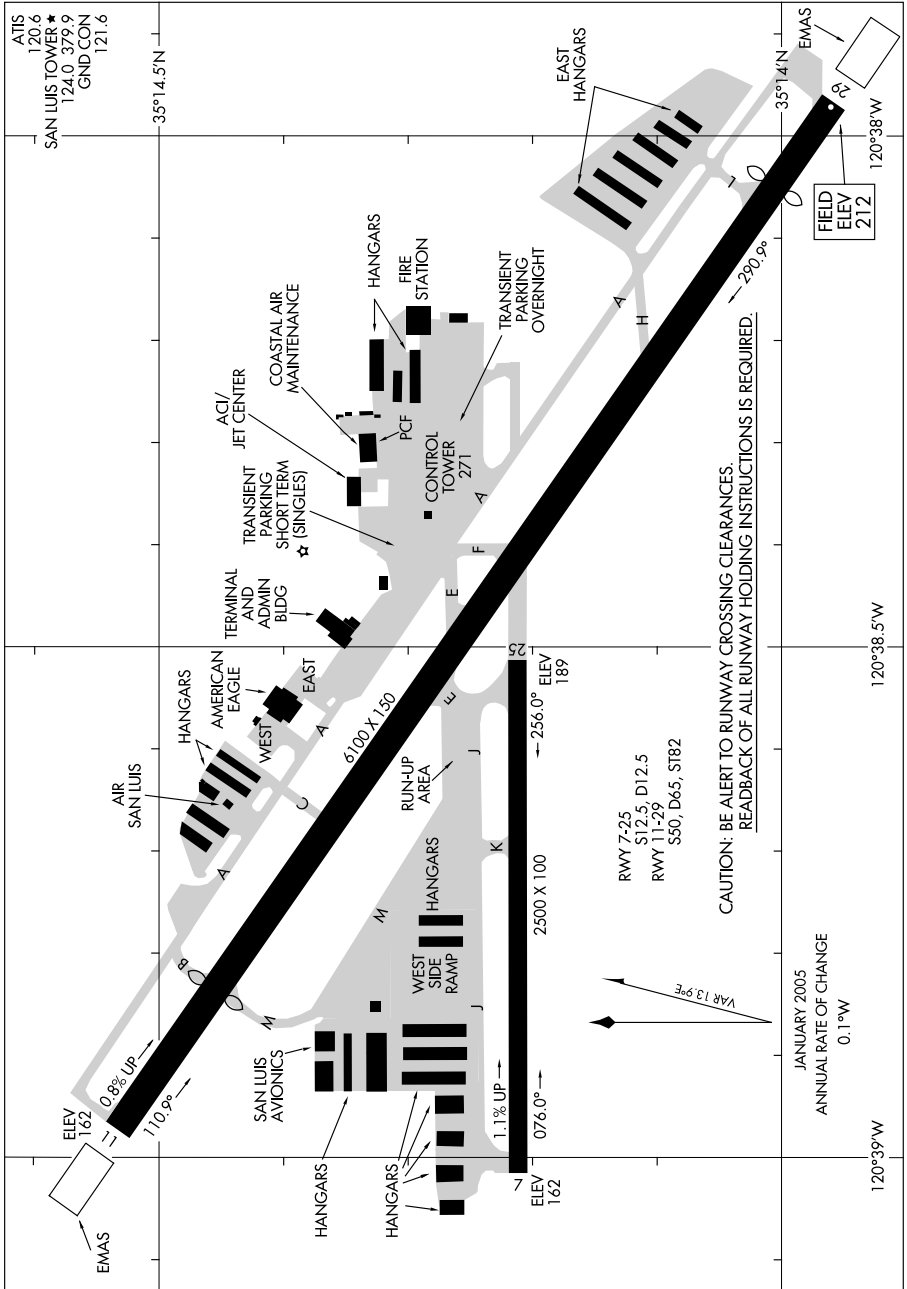 ATIS
120.6
SAN LUIS TOWER ★
124.0 379.9
GND CON
121.6
35°14.5'N
35°14'N
120°38'W
120°38.5'W
120°39'W
EMAS
ELEV
162
11
0.8% UP
110.9°
AIR
SAN LUIS
HANGARS
AMERICAN
EAGLE
WEST
EAST
TERMINAL
AND
ADMIN
BLDG
TRANSIENT
PARKING
SHORT TERM
(SINGLES)
ACI/
JET CENTER
COASTAL AIR
MAINTENANCE
PCF
HANGARS
FIRE
STATION
CONTROL
TOWER
271
TRANSIENT
PARKING
OVERNIGHT
EAST
HANGARS
EMAS
29
FIELD
ELEV
212
290.9°
6100 X 150
A
A
A
A
B
C
E
E
F
H
L
M
M
J
J
K
SAN LUIS
AVIONICS
HANGARS
HANGARS
WEST
SIDE
RAMP
HANGARS
RUN-UP
AREA
7
ELEV
162
1.1% UP
076.0°
2500 X 100
256.0°
25
ELEV
189
RWY 7-25
S12.5, D12.5
RWY 11-29
S50, D65, ST82
CAUTION: BE ALERT TO RUNWAY CROSSING CLEARANCES.
READBACK OF ALL RUNWAY HOLDING INSTRUCTIONS IS REQUIRED.
VAR 13.9°E
JANUARY 2005
ANNUAL RATE OF CHANGE
0.1°W